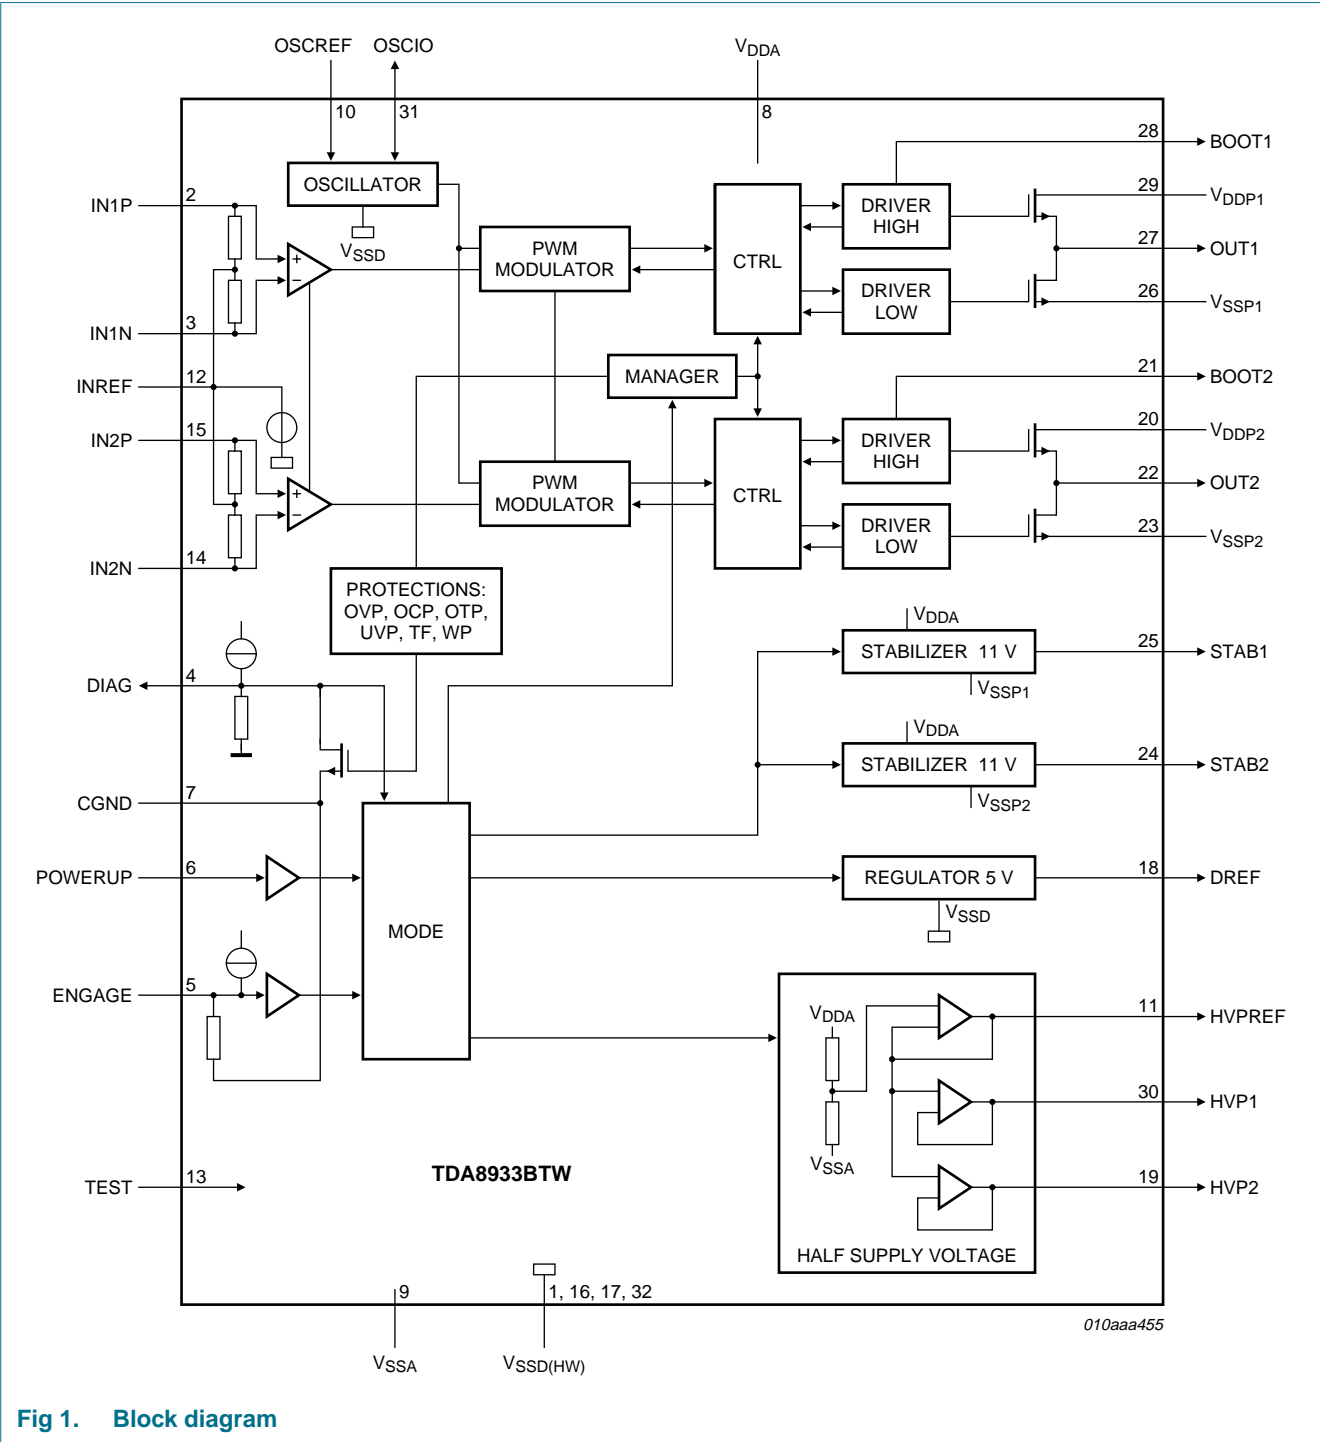 OSCREF OSCIO VDDA
10 31 8
28 BOOT1
OSCILLATOR
2 IN1P
VSSD
PWM
MODULATOR
CTRL
DRIVER
HIGH
29 VDDP1
27 OUT1
+
−
DRIVER
LOW
26 VSSP1
3 IN1N
MANAGER
12 INREF
21 BOOT2
15 IN2P
DRIVER
HIGH
20 VDDP2
PWM
MODULATOR
CTRL
22 OUT2
+
−
DRIVER
LOW
23 VSSP2
14 IN2N
PROTECTIONS:
OVP, OCP, OTP,
UVP, TF, WP
VDDA
STABILIZER 11 V
25 STAB1
VSSP1
4 DIAG
VDDA
STABILIZER 11 V
24 STAB2
VSSP2
7 CGND
6 POWERUP
MODE
REGULATOR 5 V
18 DREF
VSSD
5 ENGAGE
VDDA
11 HVPREF
30 HVP1
VSSA
TDA8933BTW
13 TEST
19 HVP2
HALF SUPPLY VOLTAGE
9 1, 16, 17, 32
010aaa455
VSSA VSSD(HW)
Fig 1. Block diagram